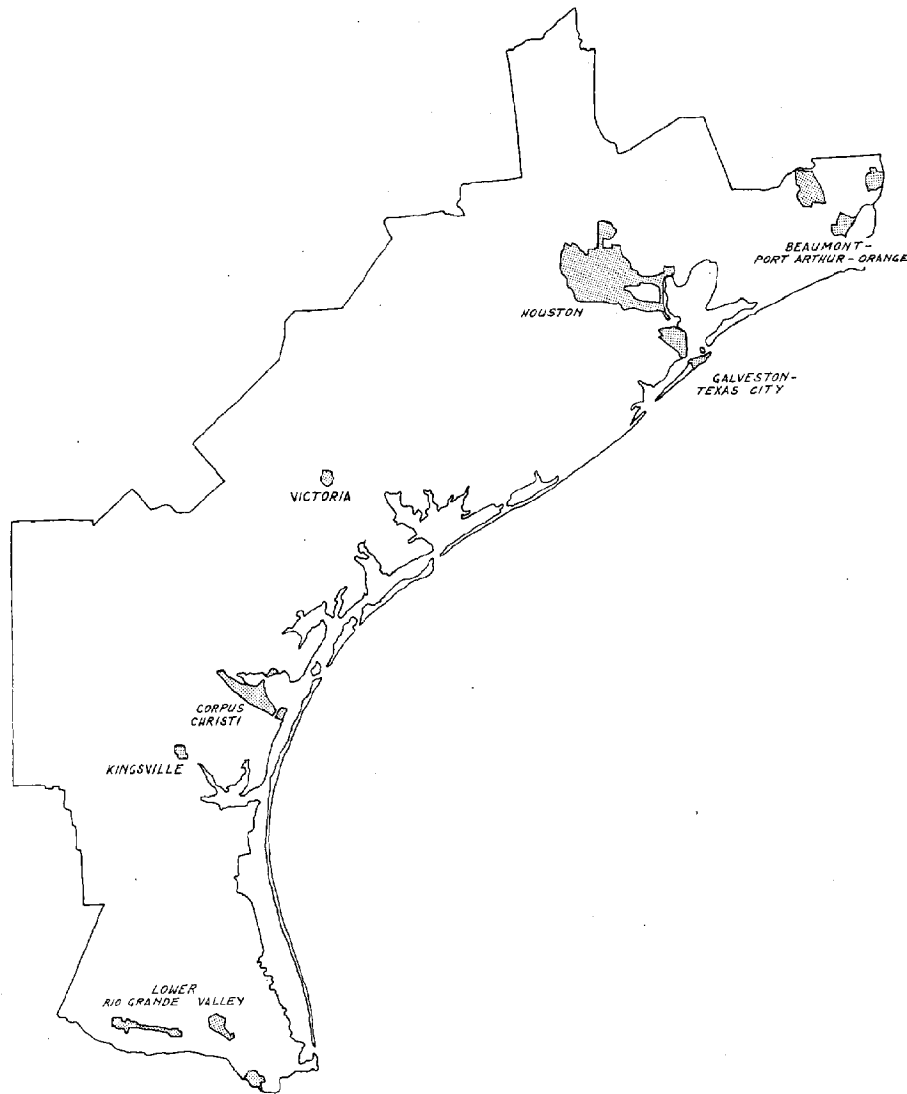 BEAUMONT-
PORT ARTHUR-ORANGE
HOUSTON
GALVESTON-
TEXAS CITY
VICTORIA
CORPUS
CHRISTI
KINGSVILLE
LOWER
RIO GRANDE VALLEY